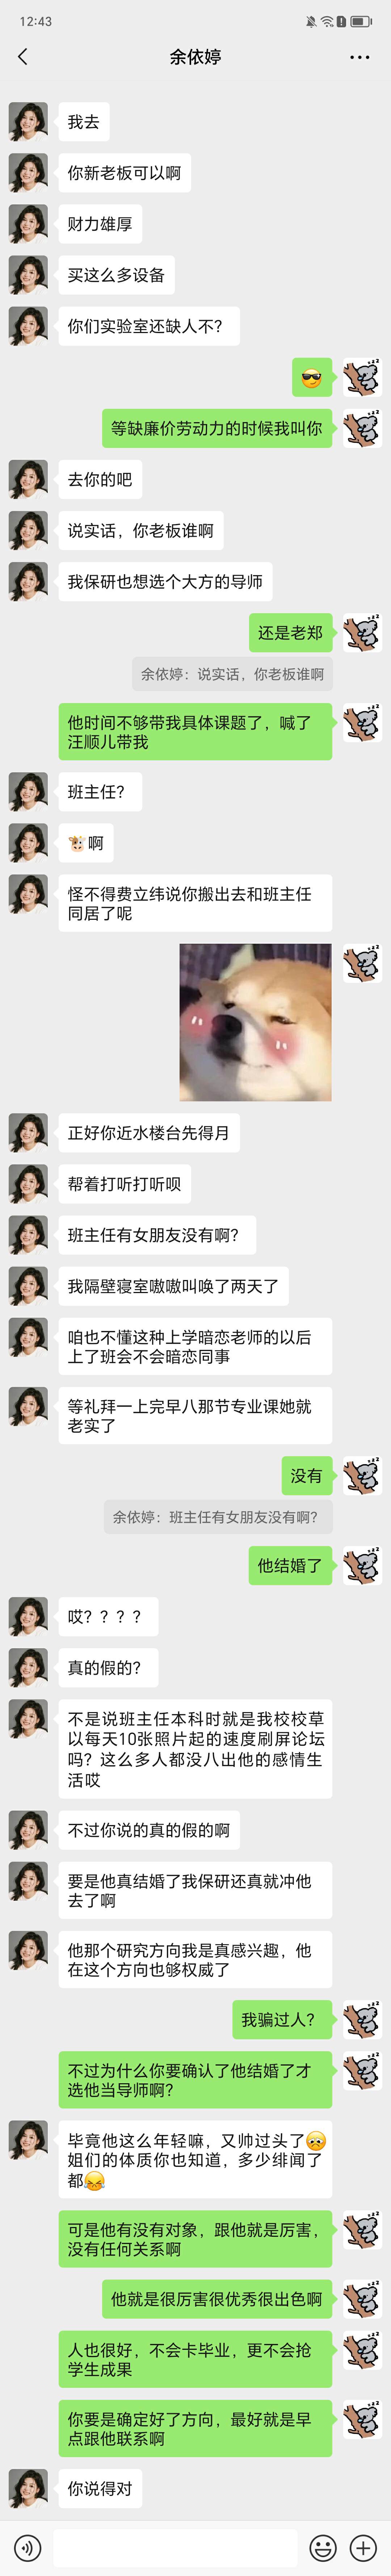 12:43
余依婷
我去
你新老板可以啊
财力雄厚
买这么多设备
你们实验室还缺人不？
😎
等缺廉价劳动力的时候我叫你
去你的吧
说实话，你老板谁啊
我保研也想选个大方的导师
还是老郑
余依婷：说实话，你老板谁啊
他时间不够带我具体课题了，喊了
汪顺儿带我
班主任？
🐮啊
怪不得费立纬说你搬出去和班主任
同居了呢
正好你近水楼台先得月
帮着打听打听呗
班主任有女朋友没有啊？
我隔壁寝室嗷嗷叫唤了两天了
咱也不懂这种上学暗恋老师的以后
上了班会不会暗恋同事
等礼拜一上完早八那节专业课她就
老实了
没有
余依婷：班主任有女朋友没有啊？
他结婚了
哎？？？？
真的假的？
不是说班主任本科时就是我校校草
以每天10张照片起的速度刷屏论坛
吗？这么多人都没八出他的感情生
活哎
不过你说的真的假的啊
要是他真结婚了我保研还真就冲他
去了啊
他那个研究方向我是真感兴趣，他
在这个方向也够权威了
我骗过人？
不过为什么你要确认了他结婚了才
选他当导师啊？
毕竟他这么年轻嘛，又帅过头了🥺
姐们的体质你也知道，多少绯闻了
都😆
可是他有没有对象，跟他就是厉害，
没有任何关系啊
他就是很厉害很优秀很出色啊
人也很好，不会卡毕业，更不会抢
学生成果
你要是确定好了方向，最好就是早
点跟他联系啊
你说得对